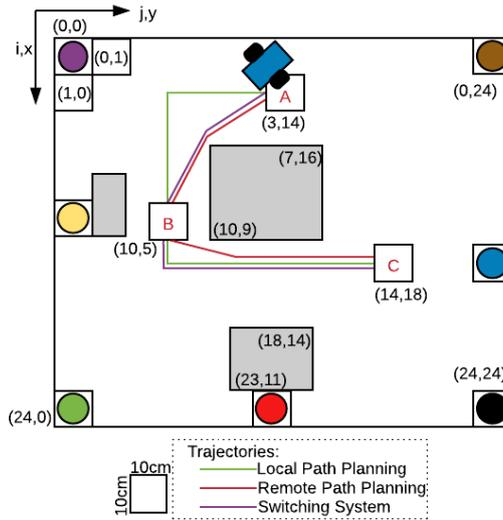 (0,0)
j,y
i,x
(0,1)
(1,0)
A
(3,14)
(0,24)
(7,16)
(10,9)
B
(10,5)
C
(14,18)
(18,14)
(23,11)
(24,24)
(24,0)
Trajectories:
Local Path Planning
Remote Path Planning
Switching System
10cm
10cm